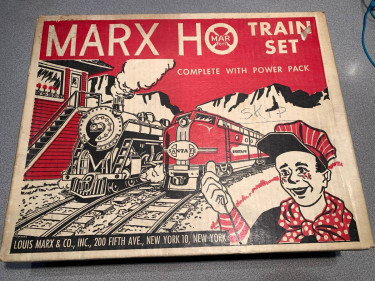 MARX HO TRAIN SET
MAR
COMPLETE WITH POWER PACK
SANTA FE
LOUIS MARX & CO., INC., 200 FIFTH AVE., NEW YORK 10, NEW YORK